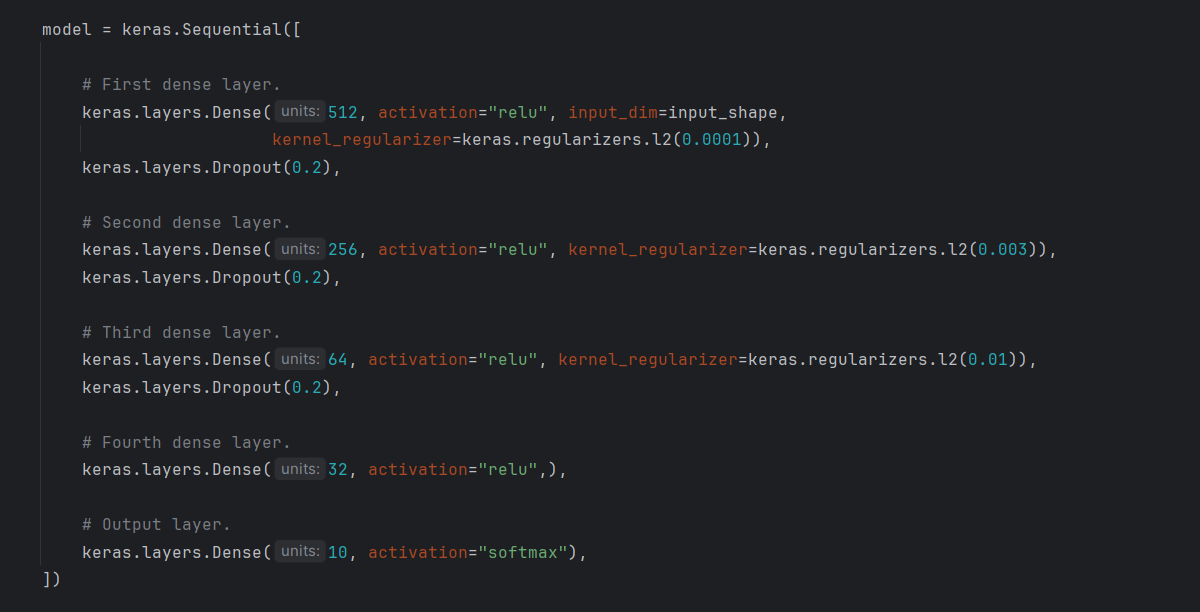 model = keras.Sequential([
# First dense layer.
keras.layers.Dense( units: 512, activation="relu", input_dim=input_shape,
kernel_regularizer=keras.regularizers.l2(0.0001)),
keras.layers.Dropout(0.2),
# Second dense layer.
keras.layers.Dense( units: 256, activation="relu", kernel_regularizer=keras.regularizers.l2(0.003)),
keras.layers.Dropout(0.2),
# Third dense layer.
keras.layers.Dense( units: 64, activation="relu", kernel_regularizer=keras.regularizers.l2(0.01)),
keras.layers.Dropout(0.2),
# Fourth dense layer.
keras.layers.Dense( units: 32, activation="relu",),
# Output layer.
keras.layers.Dense( units: 10, activation="softmax"),
])